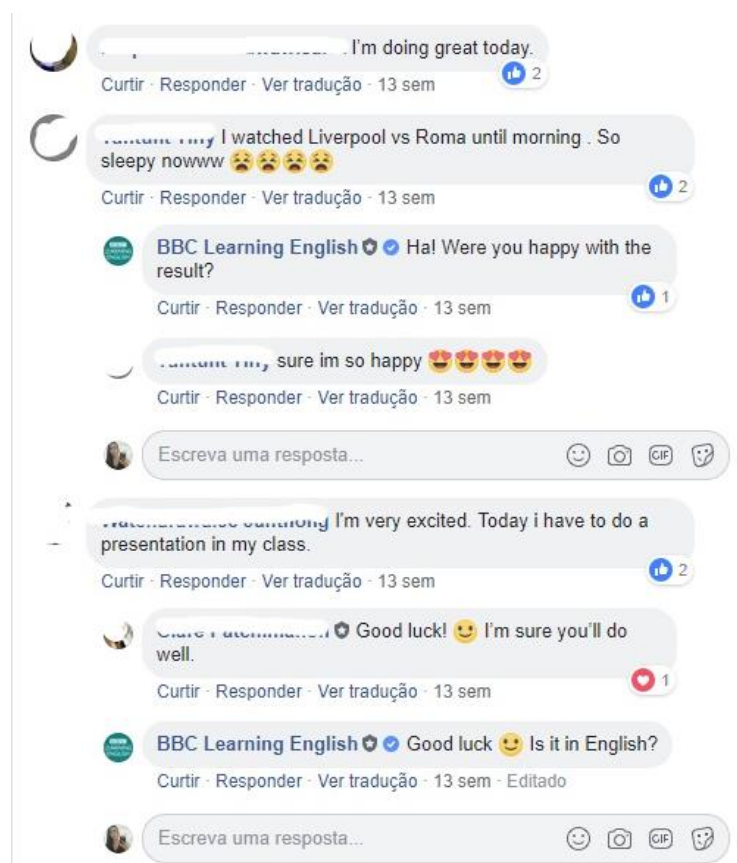 I'm doing great today.
2
Curtir · Responder · Ver tradução · 13 sem
I watched Liverpool vs Roma until morning . So
sleepy nowww 😫😫😫😫
2
Curtir · Responder · Ver tradução · 13 sem
BBC Learning English Ha! Were you happy with the
result?
1
Curtir · Responder · Ver tradução · 13 sem
sure im so happy 😍😍😍😍
Curtir · Responder · Ver tradução · 13 sem
Escreva uma resposta...
GIF
I'm very excited. Today i have to do a
presentation in my class.
2
Curtir · Responder · Ver tradução · 13 sem
Good luck! 🙂 I'm sure you'll do
well.
1
Curtir · Responder · Ver tradução · 13 sem
BBC Learning English Good luck 🙂 Is it in English?
Curtir · Responder · Ver tradução · 13 sem · Editado
Escreva uma resposta...
GIF